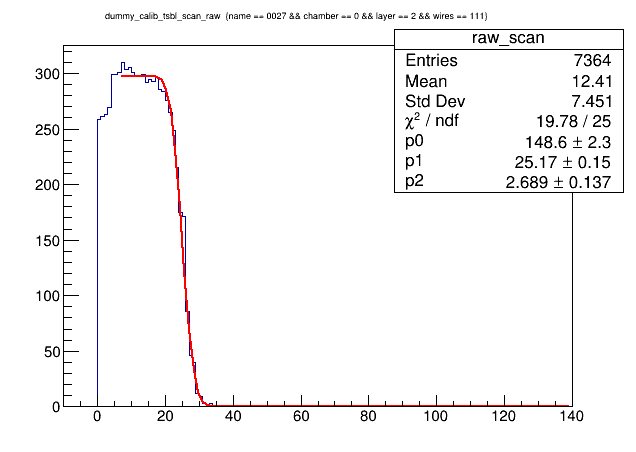 dummy_calib_tsbl_scan_raw (name == 0027 && chamber == 0 && layer == 2 && wires == 111)
raw_scan
Entries 7364
Mean 12.41
Std Dev 7.451
χ² / ndf 19.78 / 25
p0 148.6 ± 2.3
p1 25.17 ± 0.15
p2 2.689 ± 0.137
300
250
200
150
100
50
0
0 20 40 60 80 100 120 140